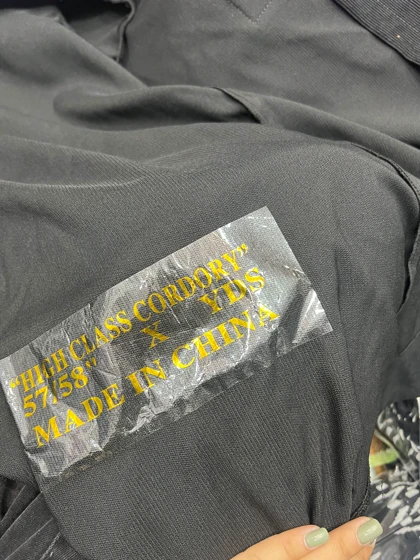 "HIGH CLASS CORDORY"
57/58" X YDS
MADE IN CHINA